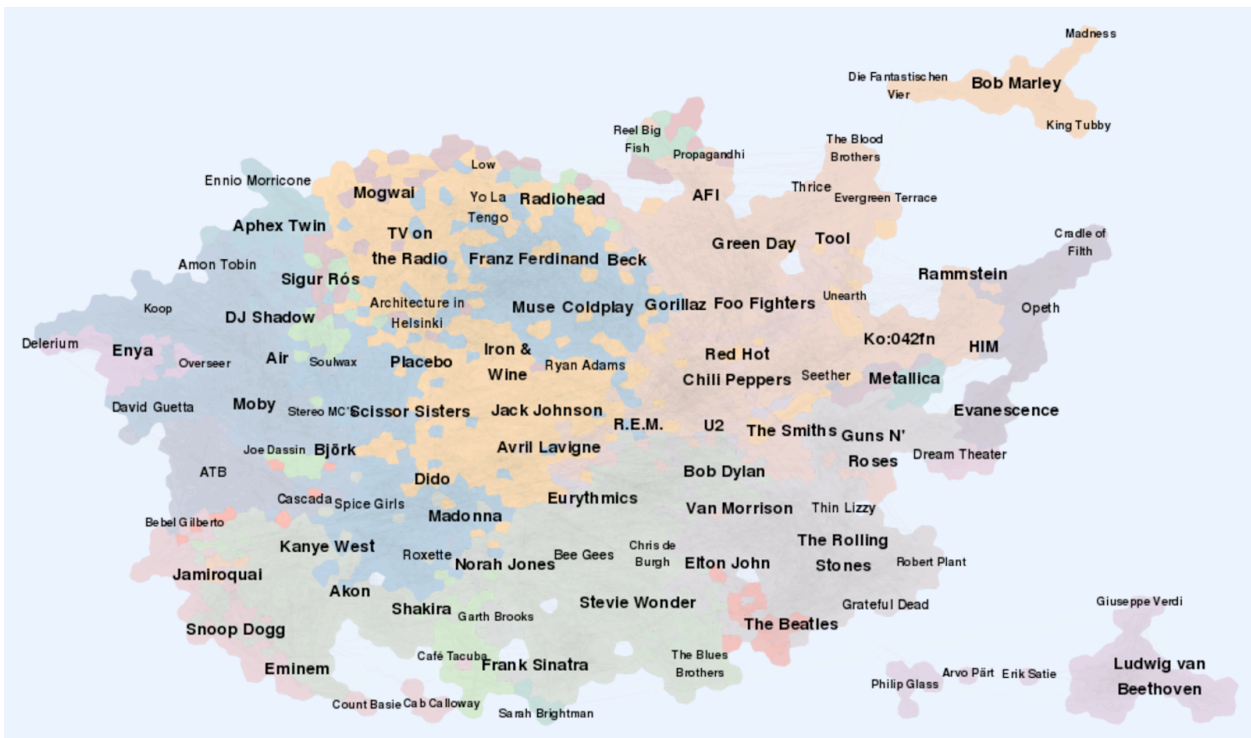 Madness
Die Fantastischen
Vier
Bob Marley
King Tubby
Reel Big
Fish
Propagandhi
The Blood
Brothers
Low
Ennio Morricone
Mogwai
Yo La
Tengo
Radiohead
AFI
Thrice
Evergreen Terrace
Aphex Twin
TV on
the Radio
Franz Ferdinand
Beck
Green Day
Tool
Cradle of
Filth
Amon Tobin
Sigur Rós
Rammstein
Koop
DJ Shadow
Architecture in
Helsinki
Muse
Coldplay
Gorillaz
Foo Fighters
Unearth
Opeth
Delerium
Enya
Overseer
Air
Soulwax
Placebo
Iron &
Wine
Ryan Adams
Red Hot
Chili Peppers
Seether
Ko:042fn
HIM
Metallica
David Guetta
Moby
Stereo MC's
Scissor Sisters
Jack Johnson
R.E.M.
U2
The Smiths
Guns N'
Roses
Evanescence
Joe Dassin
Björk
Avril Lavigne
Dream Theater
ATB
Dido
Bob Dylan
Cascada
Spice Girls
Eurythmics
Van Morrison
Thin Lizzy
Bebel Gilberto
Madonna
Kanye West
Roxette
Norah Jones
Bee Gees
Chris de
Burgh
Elton John
The Rolling
Stones
Robert Plant
Jamiroquai
Akon
Shakira
Garth Brooks
Stevie Wonder
The Beatles
Grateful Dead
Giuseppe Verdi
Snoop Dogg
Eminem
Café Tacuba
Frank Sinatra
The Blues
Brothers
Philip Glass
Arvo Pärt
Erik Satie
Ludwig van
Beethoven
Count Basie
Cab Calloway
Sarah Brightman